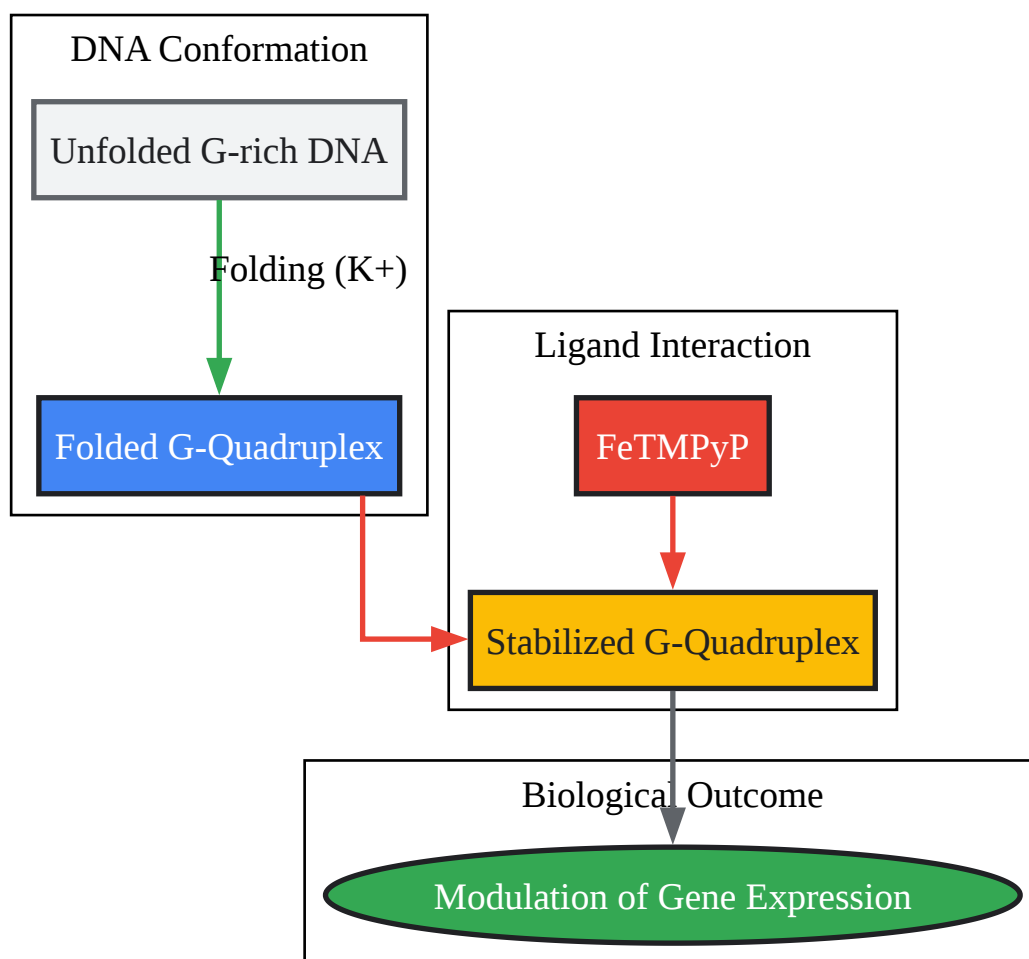 DNA Conformation
Unfolded G-rich DNA
Folding (K+)
Folded G-Quadruplex
Ligand Interaction
FeTMPyP
Stabilized G-Quadruplex
Biological Outcome
Modulation of Gene Expression